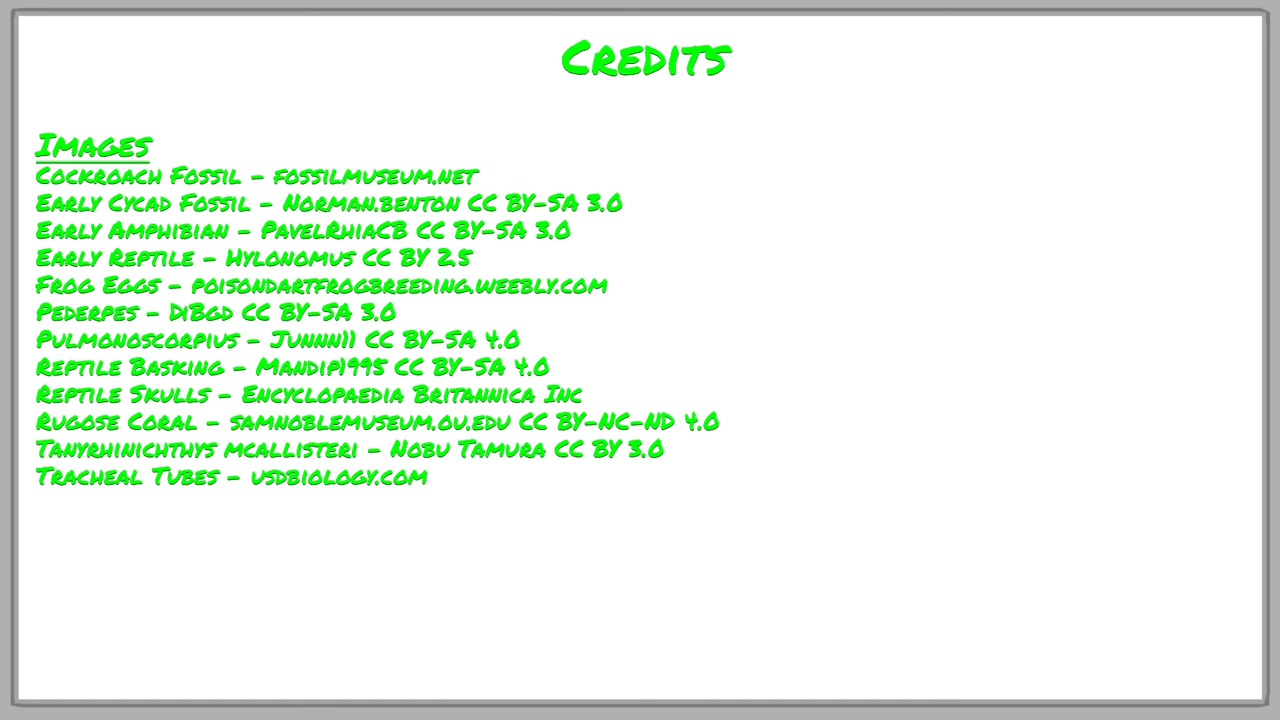 Credits
Images
Cockroach Fossil - fossilmuseum.net
Early Cycad Fossil - Norman.benton CC BY-SA 3.0
Early Amphibian - PavelRhiaCB CC BY-SA 3.0
Early Reptile - Hylonomus CC BY 2.5
Frog Eggs - poisondartfrogbreeding.weebly.com
Pederpes - DiBgd CC BY-SA 3.0
Pulmonoscorpius - Junnn11 CC BY-SA 4.0
Reptile Basking - Mandip1995 CC BY-SA 4.0
Reptile Skulls - Encyclopaedia Britannica Inc
Rugose Coral - samnoblemuseum.ou.edu CC BY-NC-ND 4.0
Tanyrhinichthys mcallisteri - Nobu Tamura CC BY 3.0
Tracheal Tubes - usdbiology.com